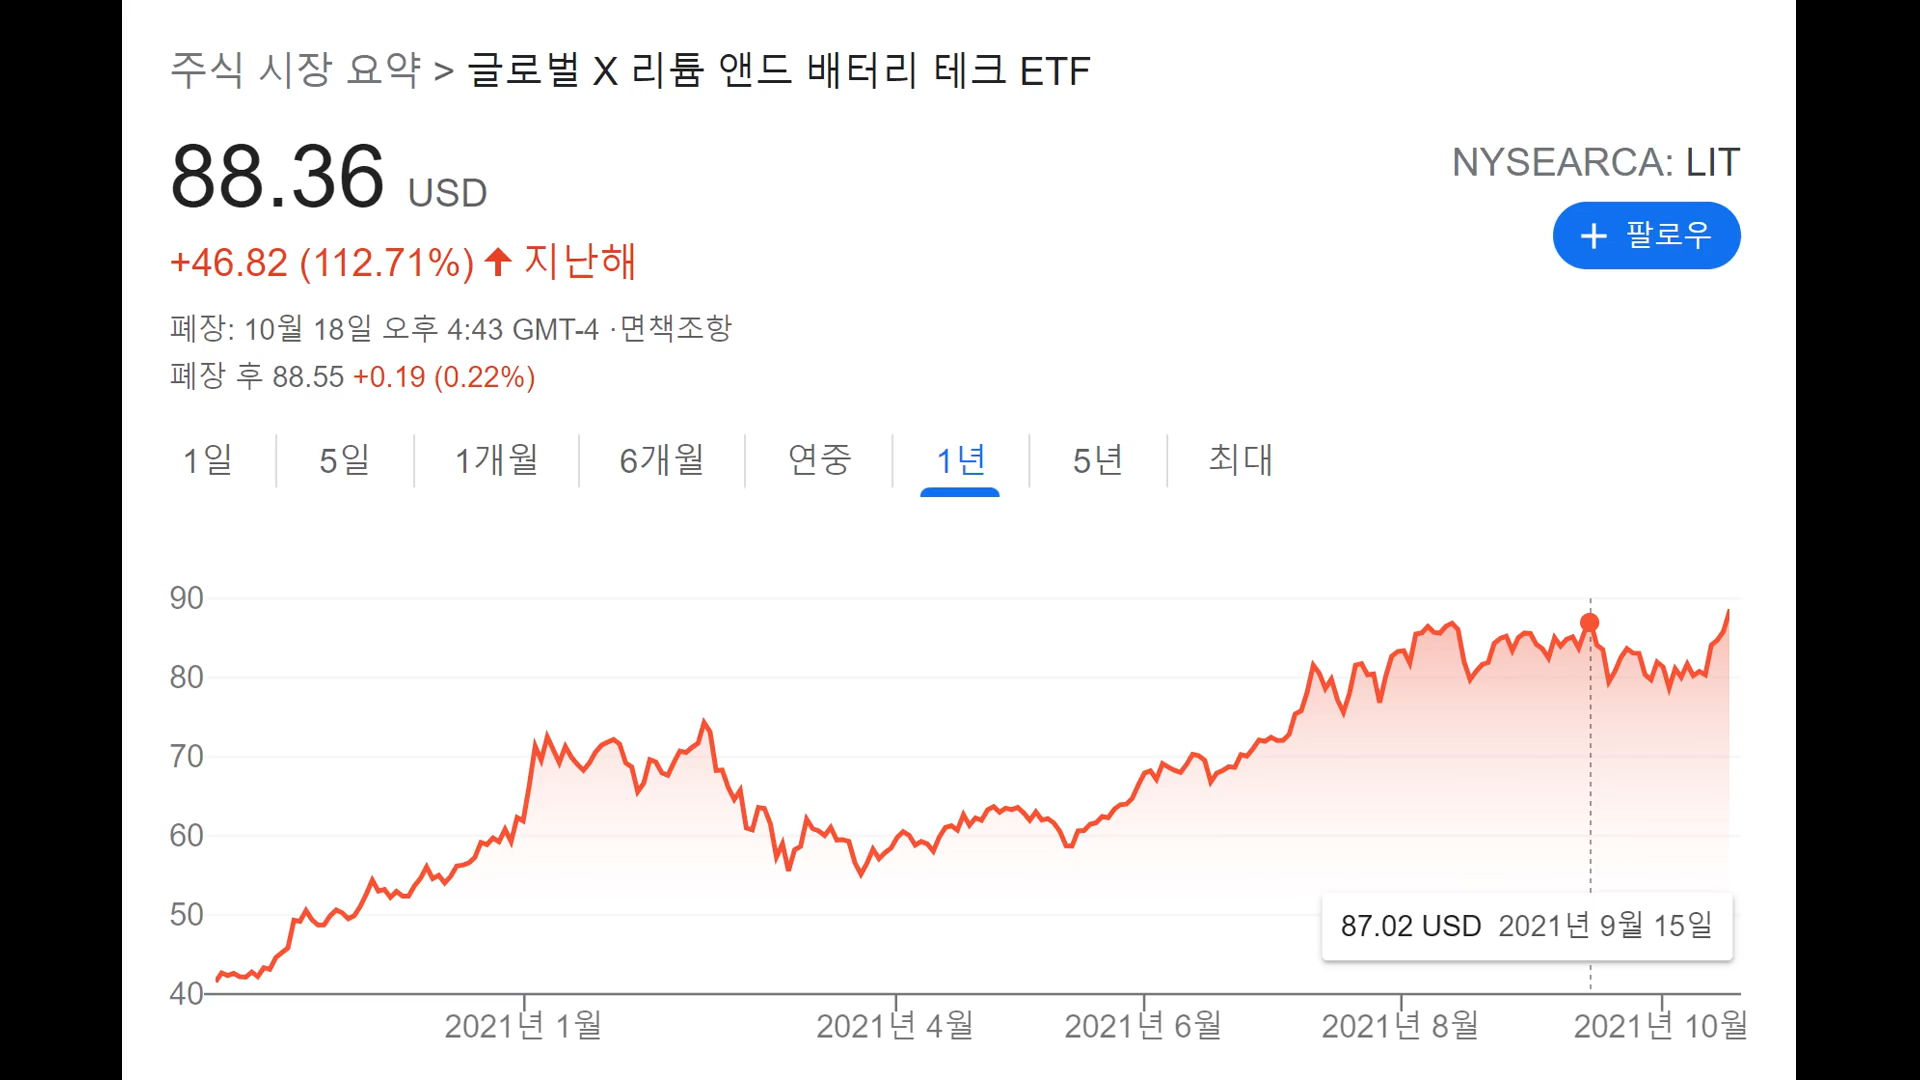 주식 시장 요약 > 글로벌 X 리튬 앤드 배터리 테크 ETF
88.36 USD
NYSEARCA: LIT
+ 팔로우
+46.82 (112.71%) ↑ 지난해
폐장: 10월 18일 오후 4:43 GMT-4 ·면책조항
폐장 후 88.55 +0.19 (0.22%)
1일 5일 1개월 6개월 연중 1년 5년 최대
90
80
70
60
50
40
87.02 USD 2021년 9월 15일
2021년 1월 2021년 4월 2021년 6월 2021년 8월 2021년 10월